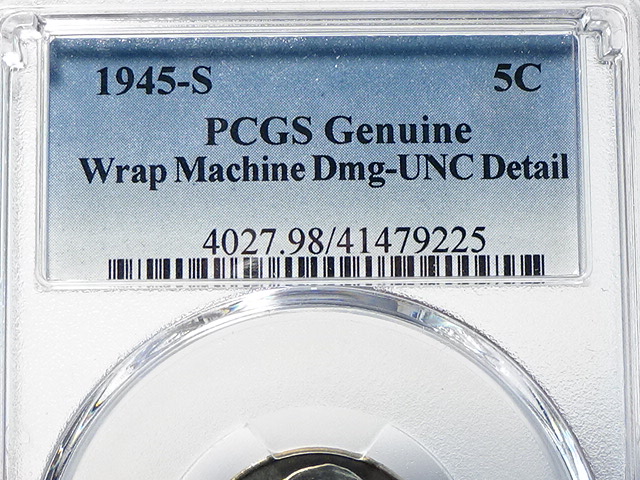 1945-S 5C
PCGS Genuine
Wrap Machine Dmg-UNC Detail
4027.98/41479225